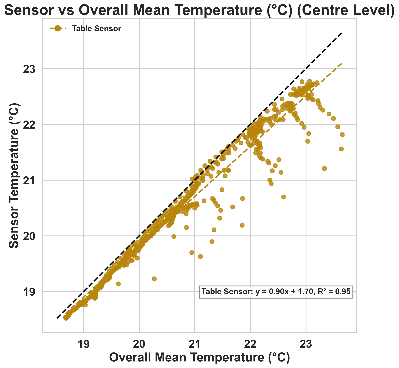 Sensor vs Overall Mean Temperature (°C) (Centre Level)
Table Sensor
23
22
21
20
19
Sensor Temperature (°C)
Table Sensor: y = 0.90x + 1.70, R² = 0.95
19 20 21 22 23
Overall Mean Temperature (°C)